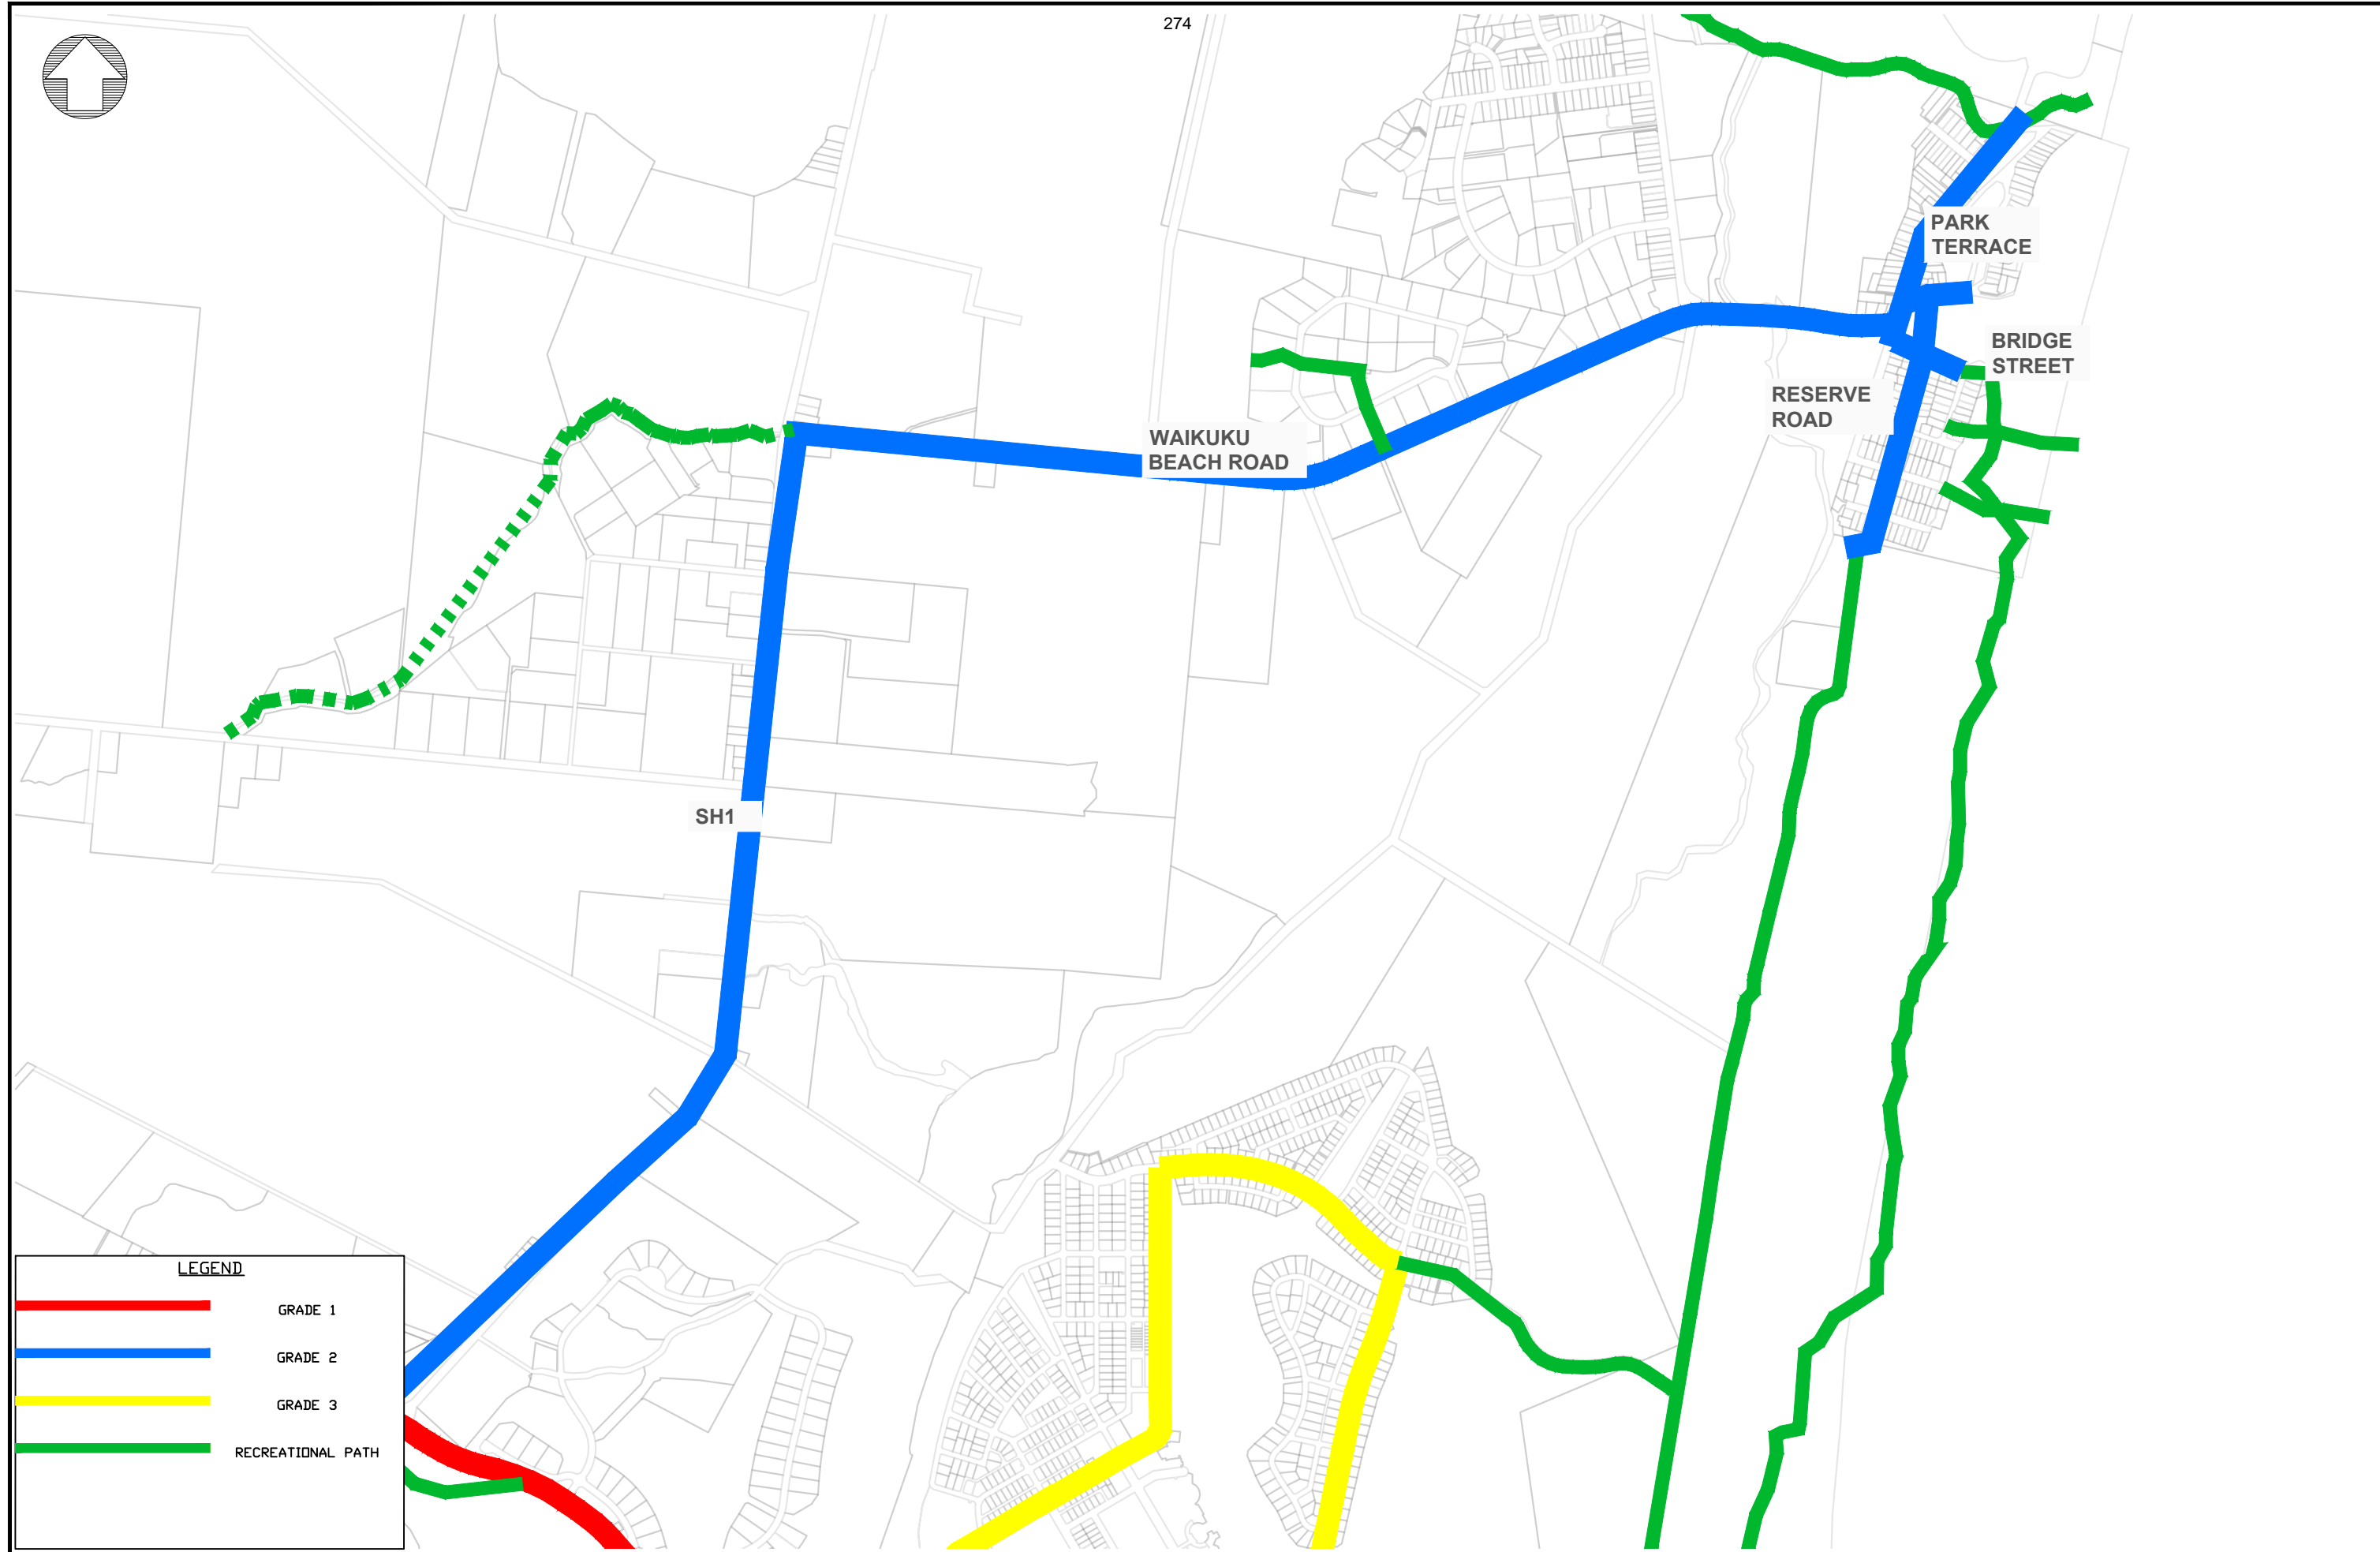 274
PARK
TERRACE
BRIDGE
STREET
RESERVE
ROAD
WAIKUKU
BEACH ROAD
SH1
LEGEND
GRADE 1
GRADE 2
GRADE 3
RECREATIONAL PATH